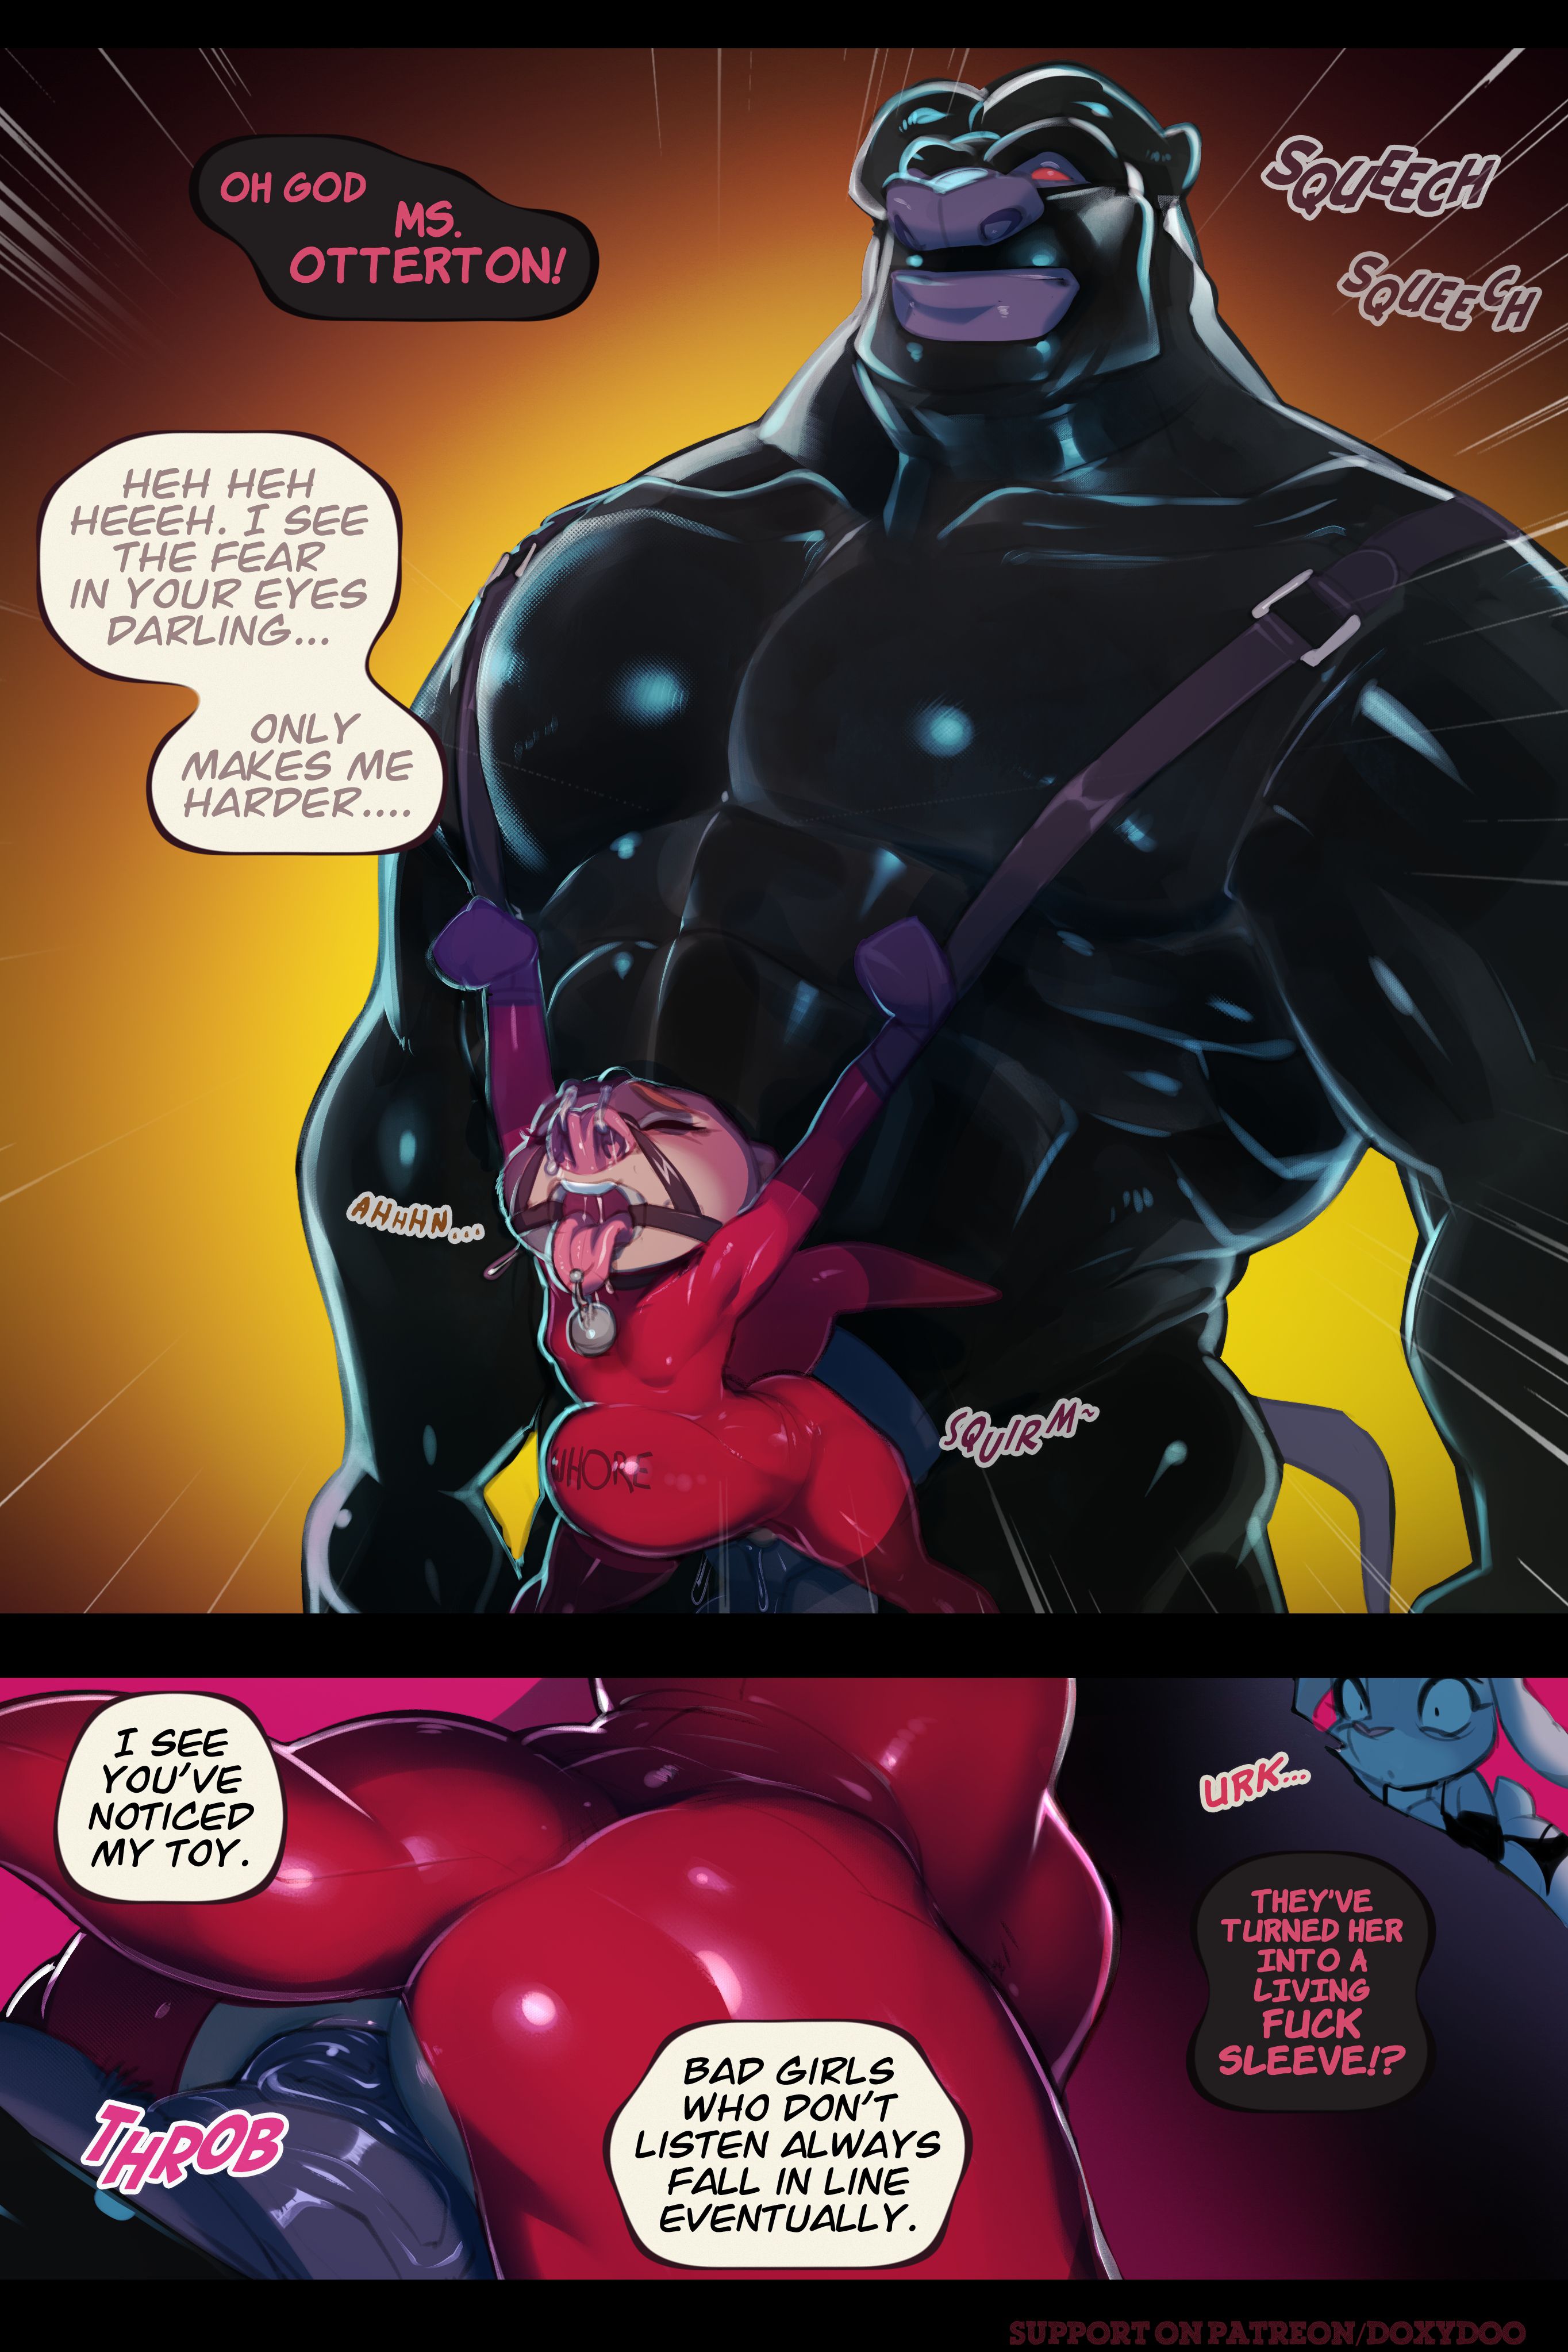 OH GOD
MS.
OTTERTON!
SQUEECH
SQUEECH
HEH HEH
HEEEH. I SEE
THE FEAR
IN YOUR EYES
DARLING...
ONLY
MAKES ME
HARDER....
AHHHN...
SQUIRM~
WHORE
I SEE
YOU'VE
NOTICED
MY TOY.
URK...
THEY'VE
TURNED HER
INTO A
LIVING
FUCK
SLEEVE!?
THROB
BAD GIRLS
WHO DON'T
LISTEN ALWAYS
FALL IN LINE
EVENTUALLY.
SUPPORT ON PATREON/DOXYDOO